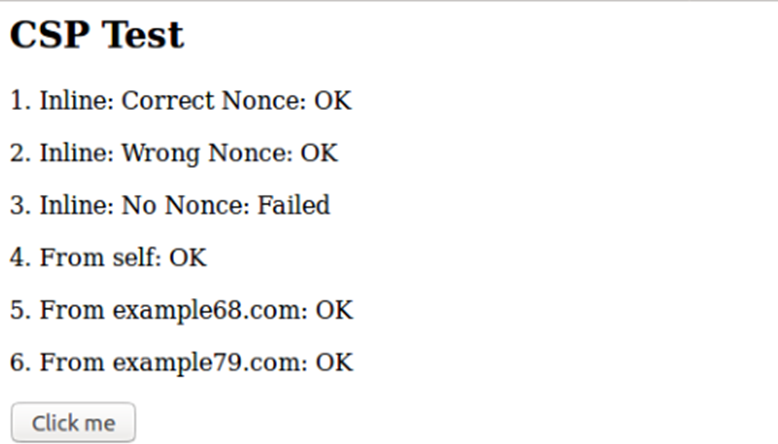 CSP Test
1. Inline: Correct Nonce: OK
2. Inline: Wrong Nonce: OK
3. Inline: No Nonce: Failed
4. From self: OK
5. From example68.com: OK
6. From example79.com: OK
Click me